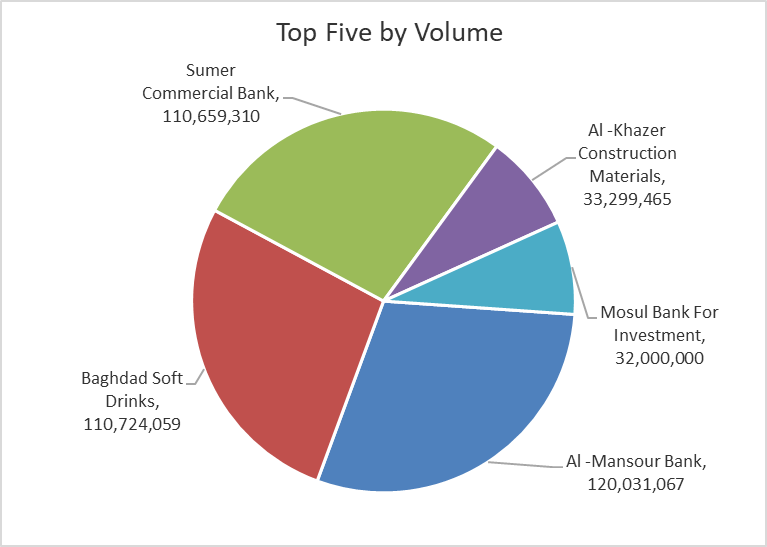 Top Five by Volume
Sumer
Commercial Bank,
110,659,310
Al -Khazer
Construction
Materials,
33,299,465
Mosul Bank For
Investment,
32,000,000
Baghdad Soft
Drinks,
110,724,059
Al -Mansour Bank,
120,031,067